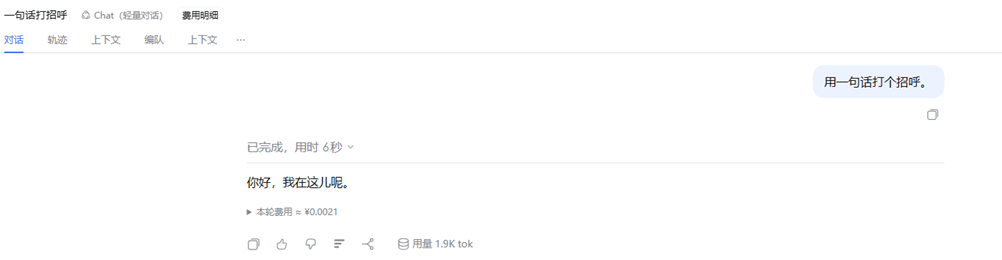 一句话打招呼 Chat（轻量对话） 费用明细
对话 轨迹 上下文 编队 上下文 ···
用一句话打个招呼。
已完成，用时 6秒
你好，我在这儿呢。
本轮费用 ≈ ¥0.0021
用量 1.9K tok